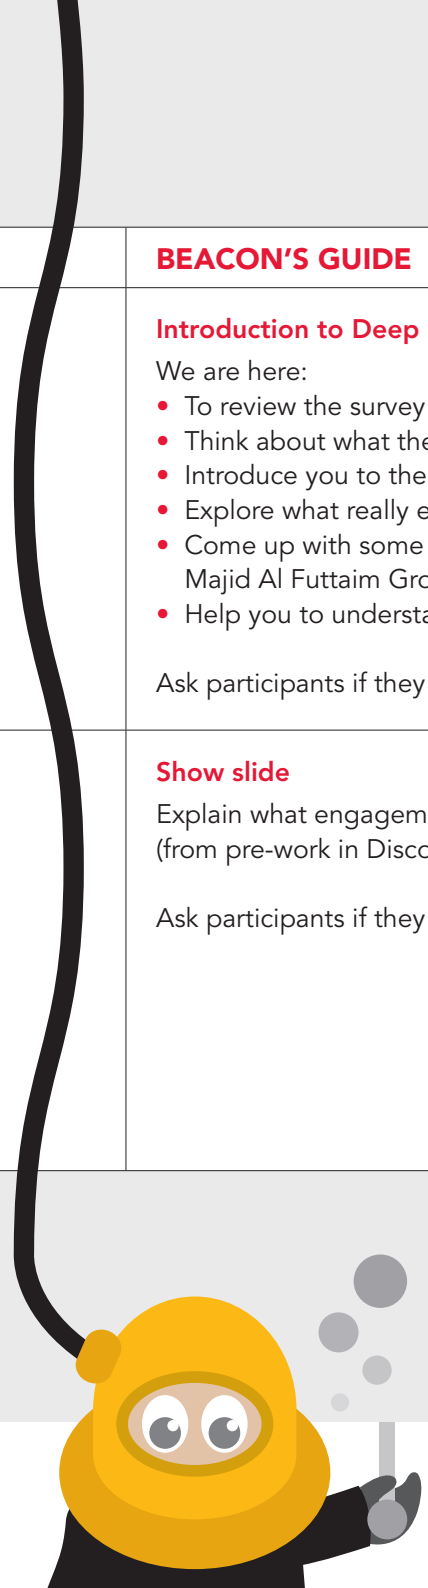 BEACON’S GUIDE
Introduction to Deep
We are here:
• To review the survey
• Think about what the
• Introduce you to the
• Explore what really e
• Come up with some
Majid Al Futtaim Gro
• Help you to understa
Ask participants if they
Show slide
Explain what engagem
(from pre-work in Disco
Ask participants if they